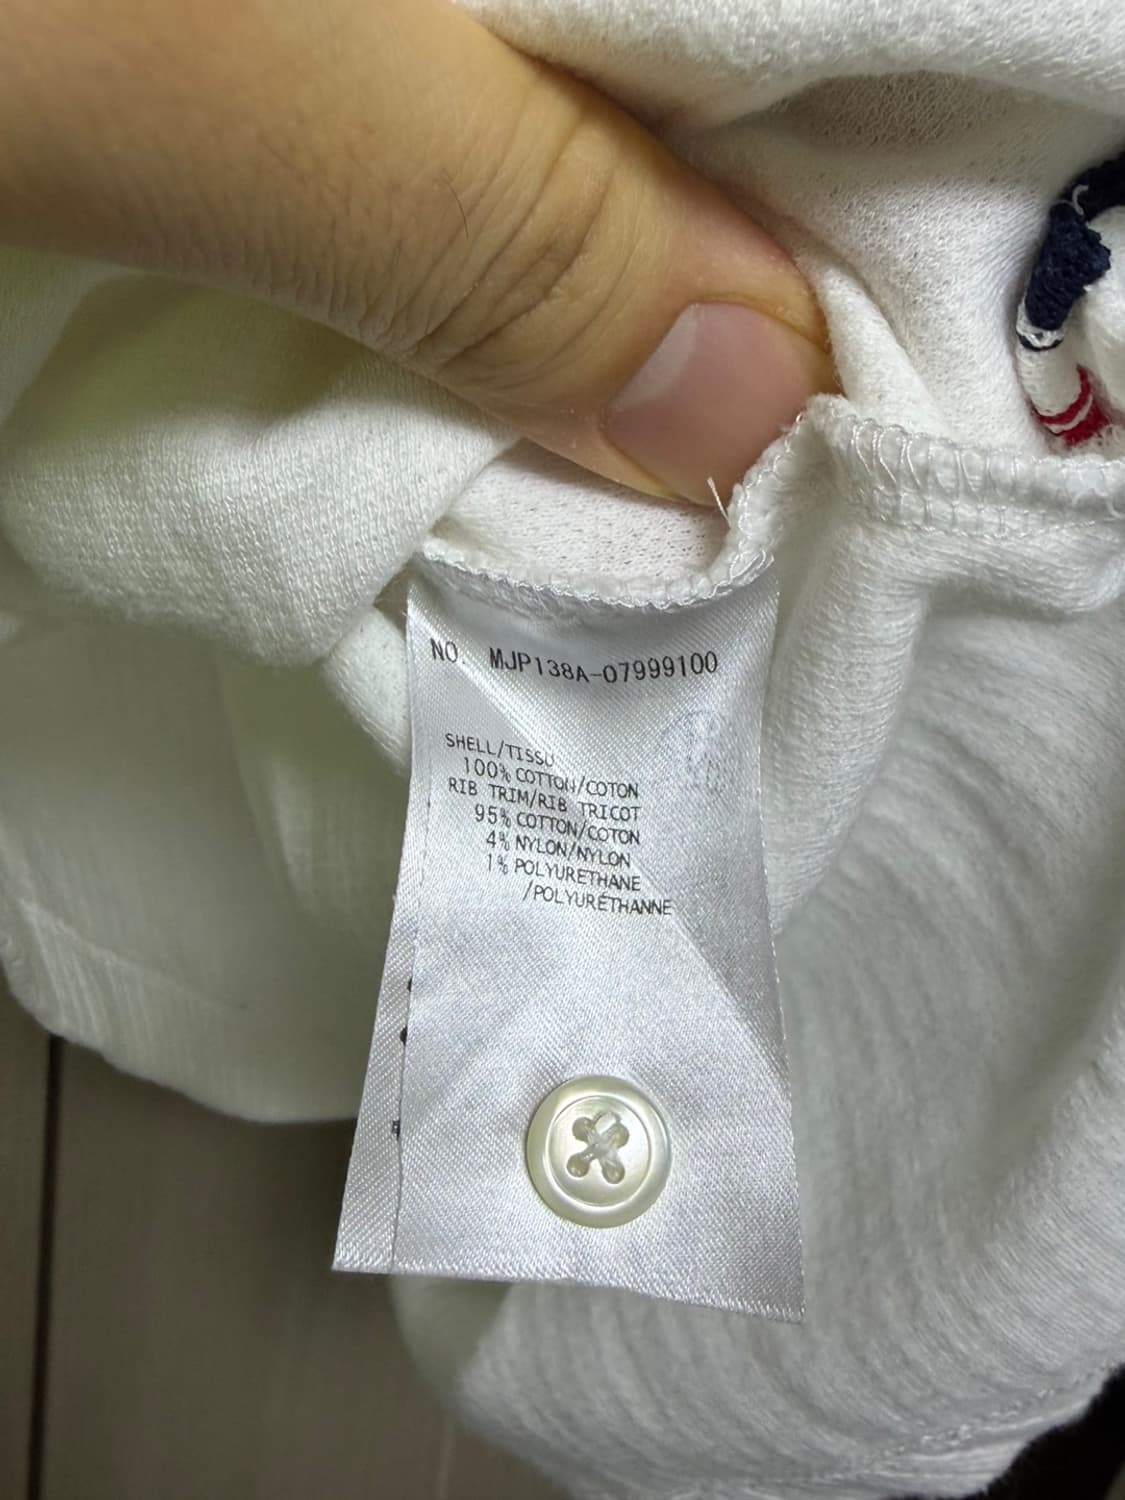 NO. MJP138A-07999100
SHELL/TISSU
100% COTTON/COTON
RIB TRIM/RIB TRICOT
95% COTTON/COTON
4% NYLON/NYLON
1% POLYURETHANE
/POLYURÉTHANNE